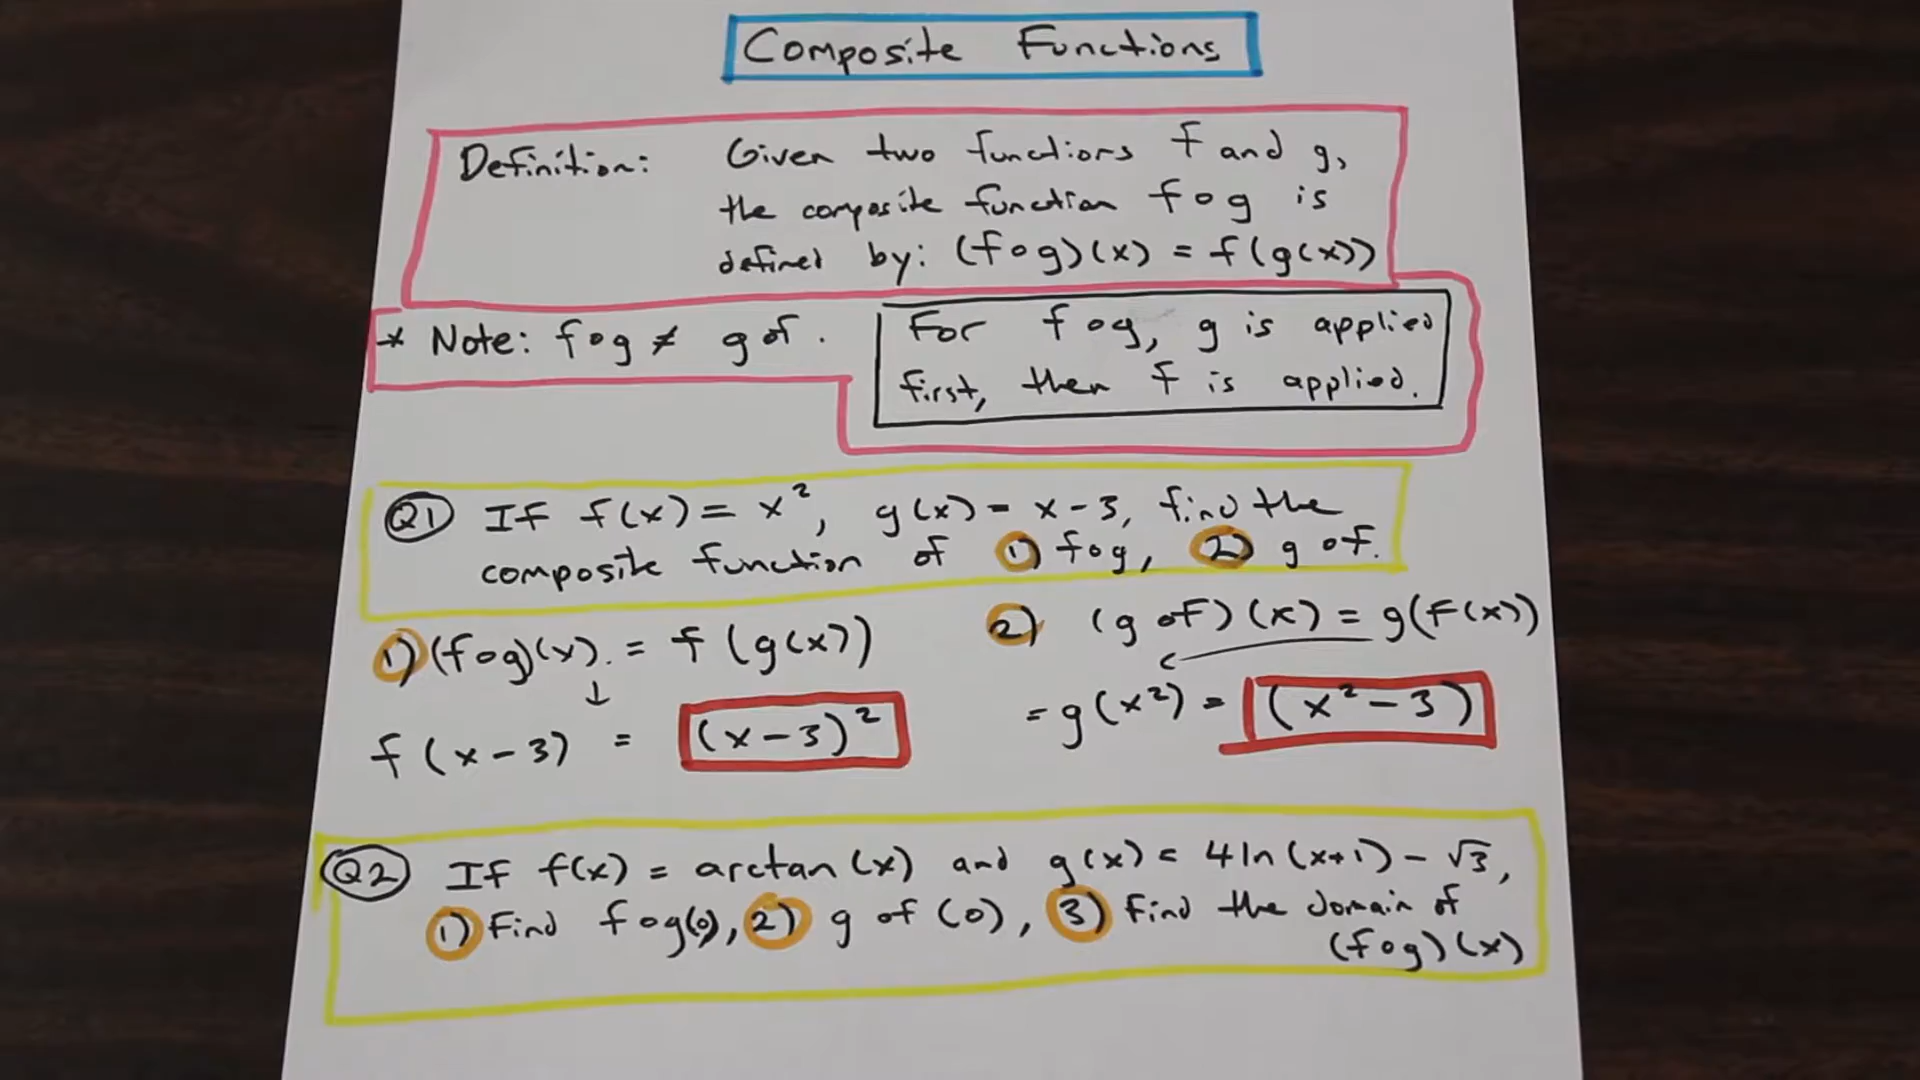 Composite Functions
Definition: Given two functions f and g,
the composite function f o g is
defined by: (f o g)(x) = f(g(x))
* Note: f o g ≠ g o f.
For f o g, g is applied
first, then f is applied.
Q1 If f(x) = x², g(x) = x - 3, find the
composite function of 1) f o g, 2) g o f.
1) (f o g)(x). = f (g(x))
↓
f (x - 3) = (x - 3)²
2) (g o f)(x) = g(f(x))
= g(x²) = (x² - 3)
Q2 If f(x) = arctan(x) and g(x) = 4 ln(x+1) - √3,
1) Find f o g(0), 2) g o f (0), 3) Find the domain of
(f o g)(x)